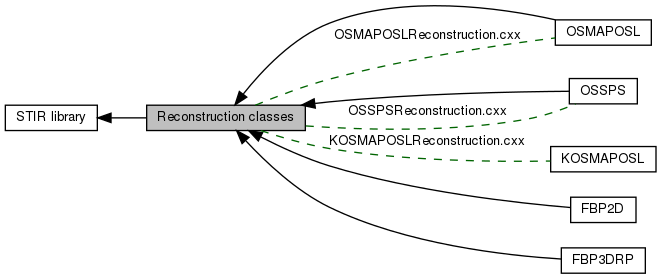 OSMAPOSLReconstruction.cxx
OSMAPOSL
OSSPS
OSSPSReconstruction.cxx
STIR library
Reconstruction classes
KOSMAPOSLReconstruction.cxx
KOSMAPOSL
FBP2D
FBP3DRP